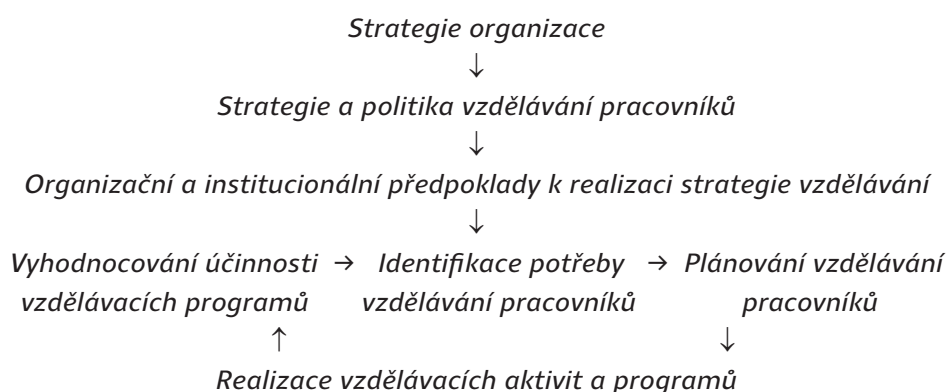 Strategie organizace
↓
Strategie a politika vzdělávání pracovníků
↓
Organizační a institucionální předpoklady k realizaci strategie vzdělávání
↓
Vyhodnocování účinnosti → Identifikace potřeby → Plánování vzdělávání
vzdělávacích programů vzdělávání pracovníků pracovníků
↑ ↓
Realizace vzdělávacích aktivit a programů